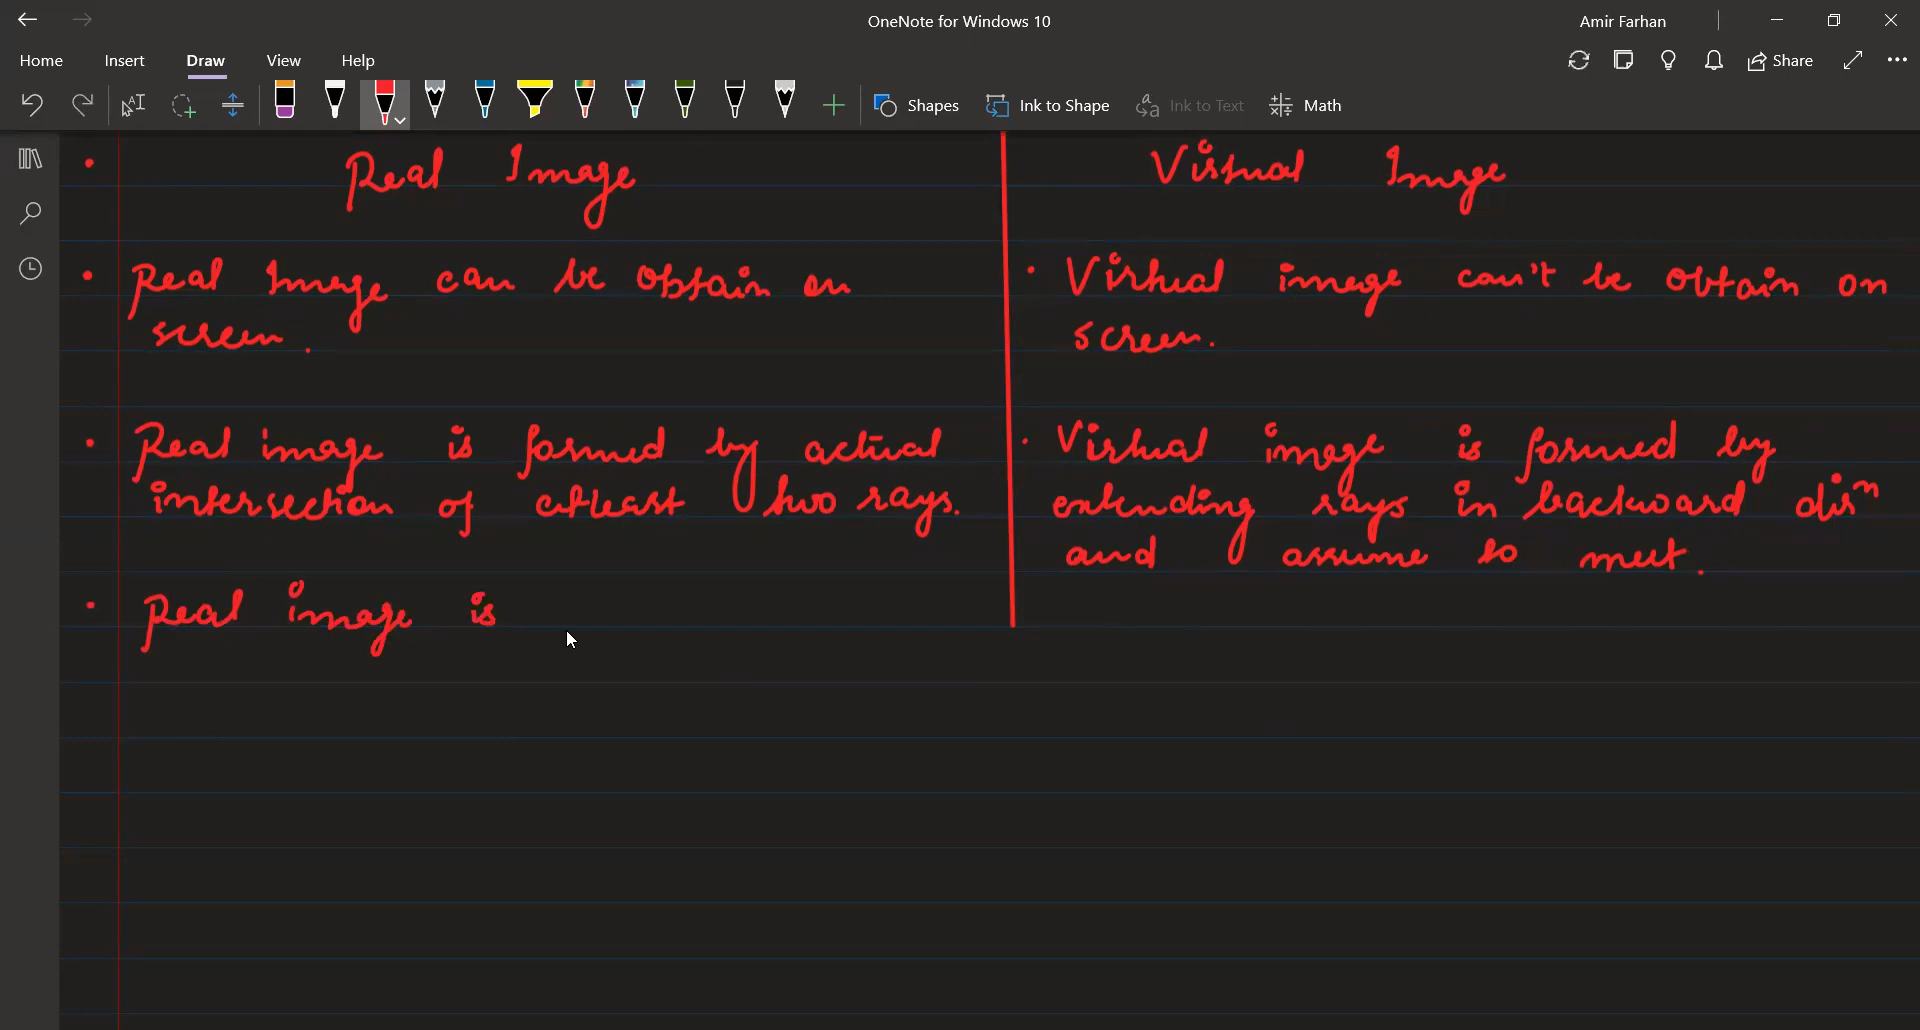 OneNote for Windows 10
Amir Farhan
Home Insert Draw View Help
Share
Shapes Ink to Shape Ink to Text Math
• Real Image
Virtual Image
• Real Image can be obtain on
screen.
• Virtual image can't be obtain on
screen.
• Real image is formed by actual
intersection of atleast two rays.
• Virtual image is formed by
extending rays in backward dirⁿ
and assume to meet.
• Real image is